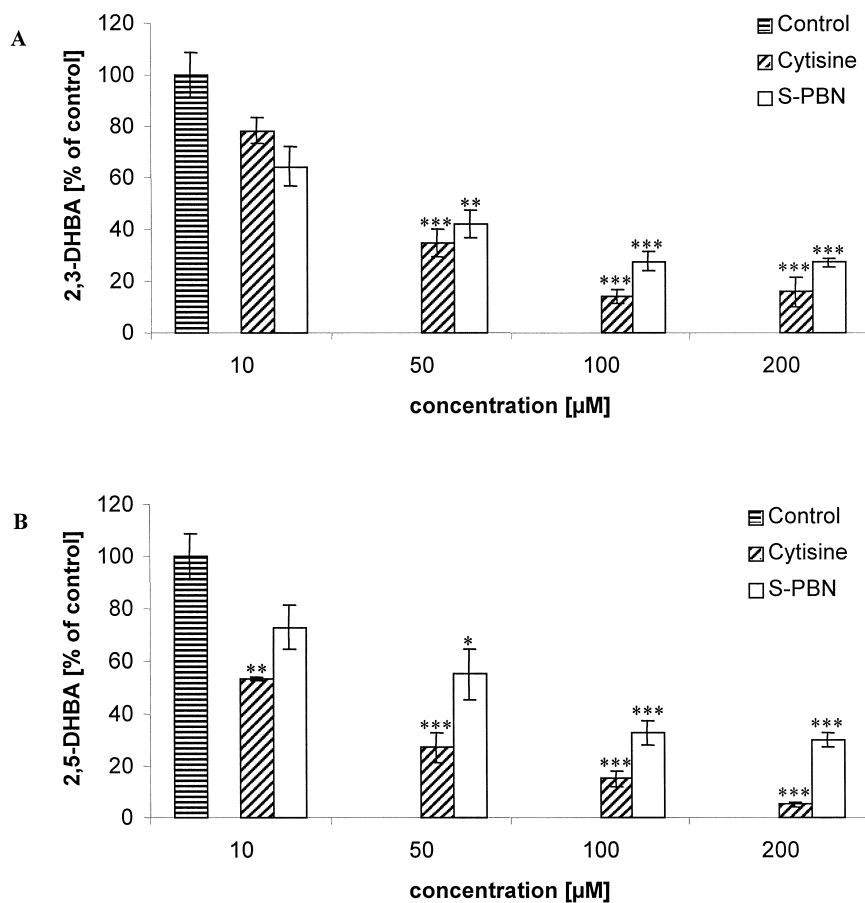 A
2,3-DHBA [% of control]
120
100
80
60
40
20
0
Control
Cytisine
S-PBN
***
**
***
***
***
***
10
50
100
200
concentration [µM]
B
2,5-DHBA [% of control]
120
100
80
60
40
20
0
Control
Cytisine
S-PBN
**
***
*
***
***
***
***
10
50
100
200
concentration [µM]